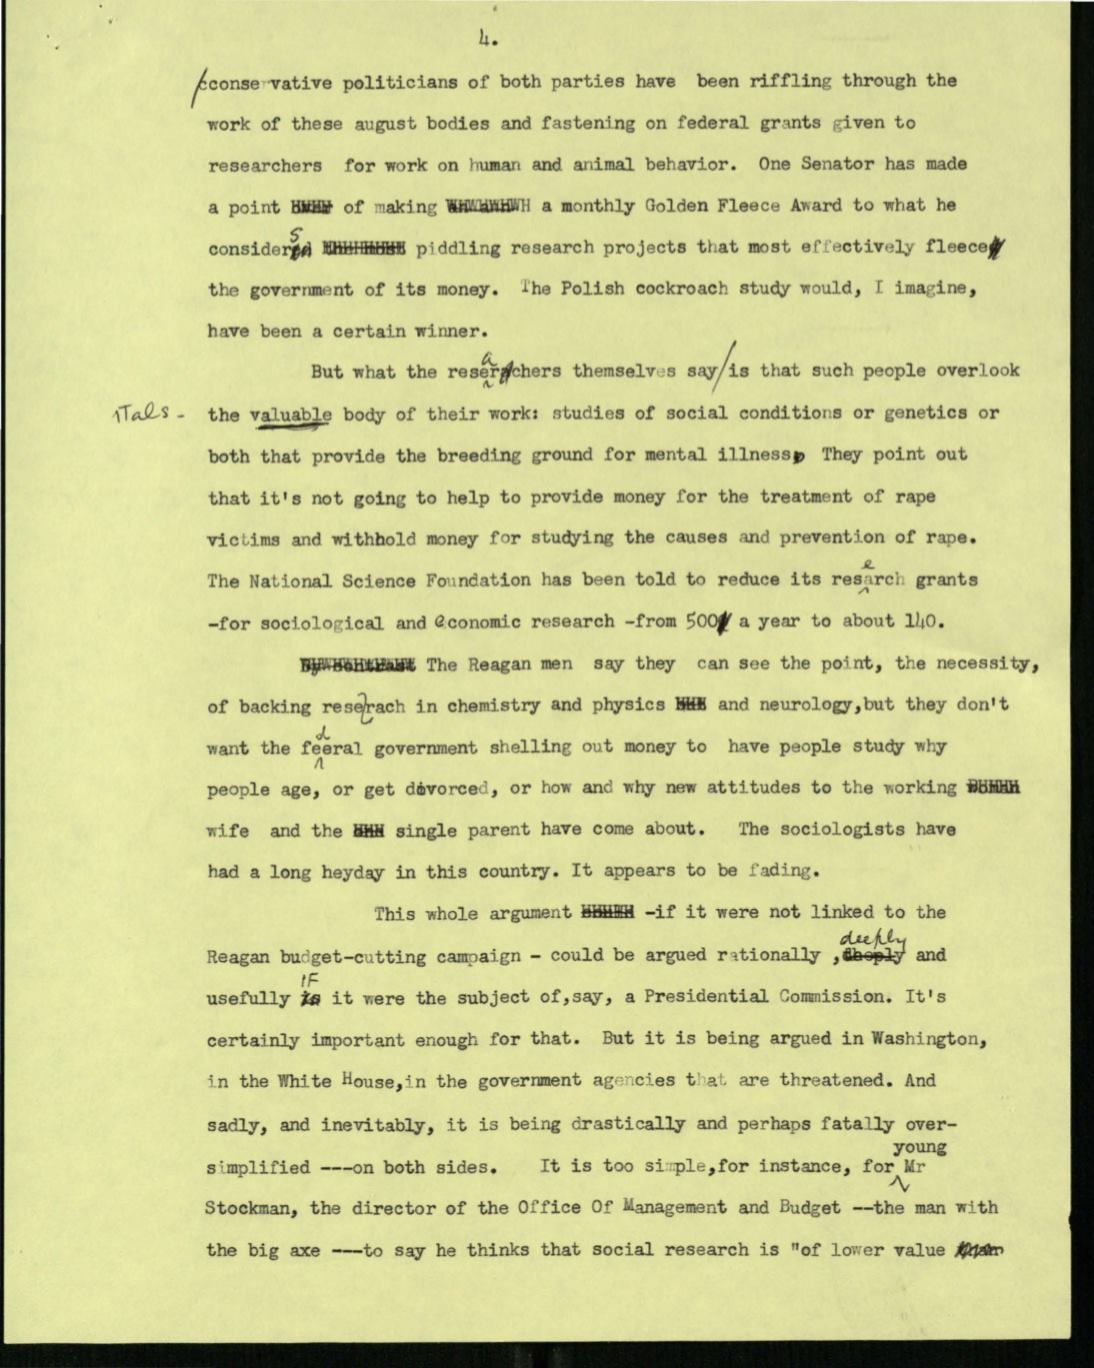 4.
conservative politicians of both parties have been riffling through the
work of these august bodies and fastening on federal grants given to
researchers for work on human and animal behavior. One Senator has made
a point of making a monthly Golden Fleece Award to what he
considers piddling research projects that most effectively fleece
the government of its money. The Polish cockroach study would, I imagine,
have been a certain winner.
But what the researchers themselves say/is that such people overlook
iTals - the valuable body of their work: studies of social conditions or genetics or
both that provide the breeding ground for mental illness. They point out
that it's not going to help to provide money for the treatment of rape
victims and withhold money for studying the causes and prevention of rape.
The National Science Foundation has been told to reduce its research grants
-for sociological and economic research -from 500 a year to about 140.
The Reagan men say they can see the point, the necessity,
of backing research in chemistry and physics and neurology,but they don't
want the federal government shelling out money to have people study why
people age, or get divorced, or how and why new attitudes to the working
wife and the single parent have come about. The sociologists have
had a long heyday in this country. It appears to be fading.
This whole argument -if it were not linked to the
Reagan budget-cutting campaign - could be argued rationally ,deeply and
usefully IF it were the subject of,say, a Presidential Commission. It's
certainly important enough for that. But it is being argued in Washington,
in the White House,in the government agencies that are threatened. And
sadly, and inevitably, it is being drastically and perhaps fatally over-
simplified ---on both sides. It is too simple,for instance, for young Mr
Stockman, the director of the Office Of Management and Budget --the man with
the big axe ---to say he thinks that social research is "of lower value